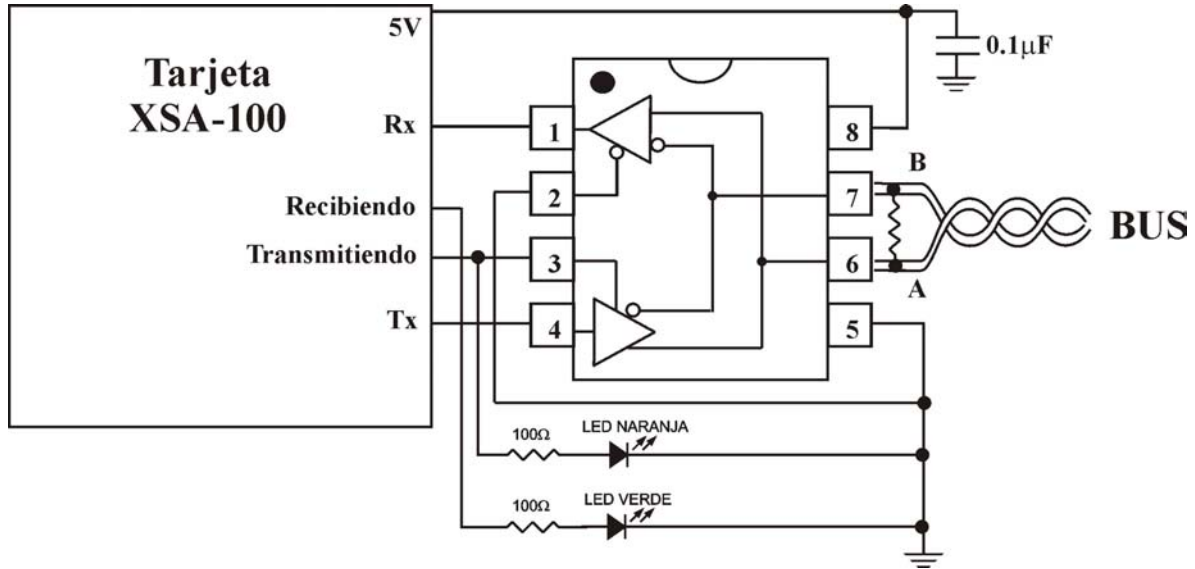 5V
0.1μF
Tarjeta
XSA-100
Rx
1
8
B
2
7
Recibiendo
BUS
Transmitiendo
3
6
A
Tx
4
5
100Ω
LED NARANJA
100Ω
LED VERDE